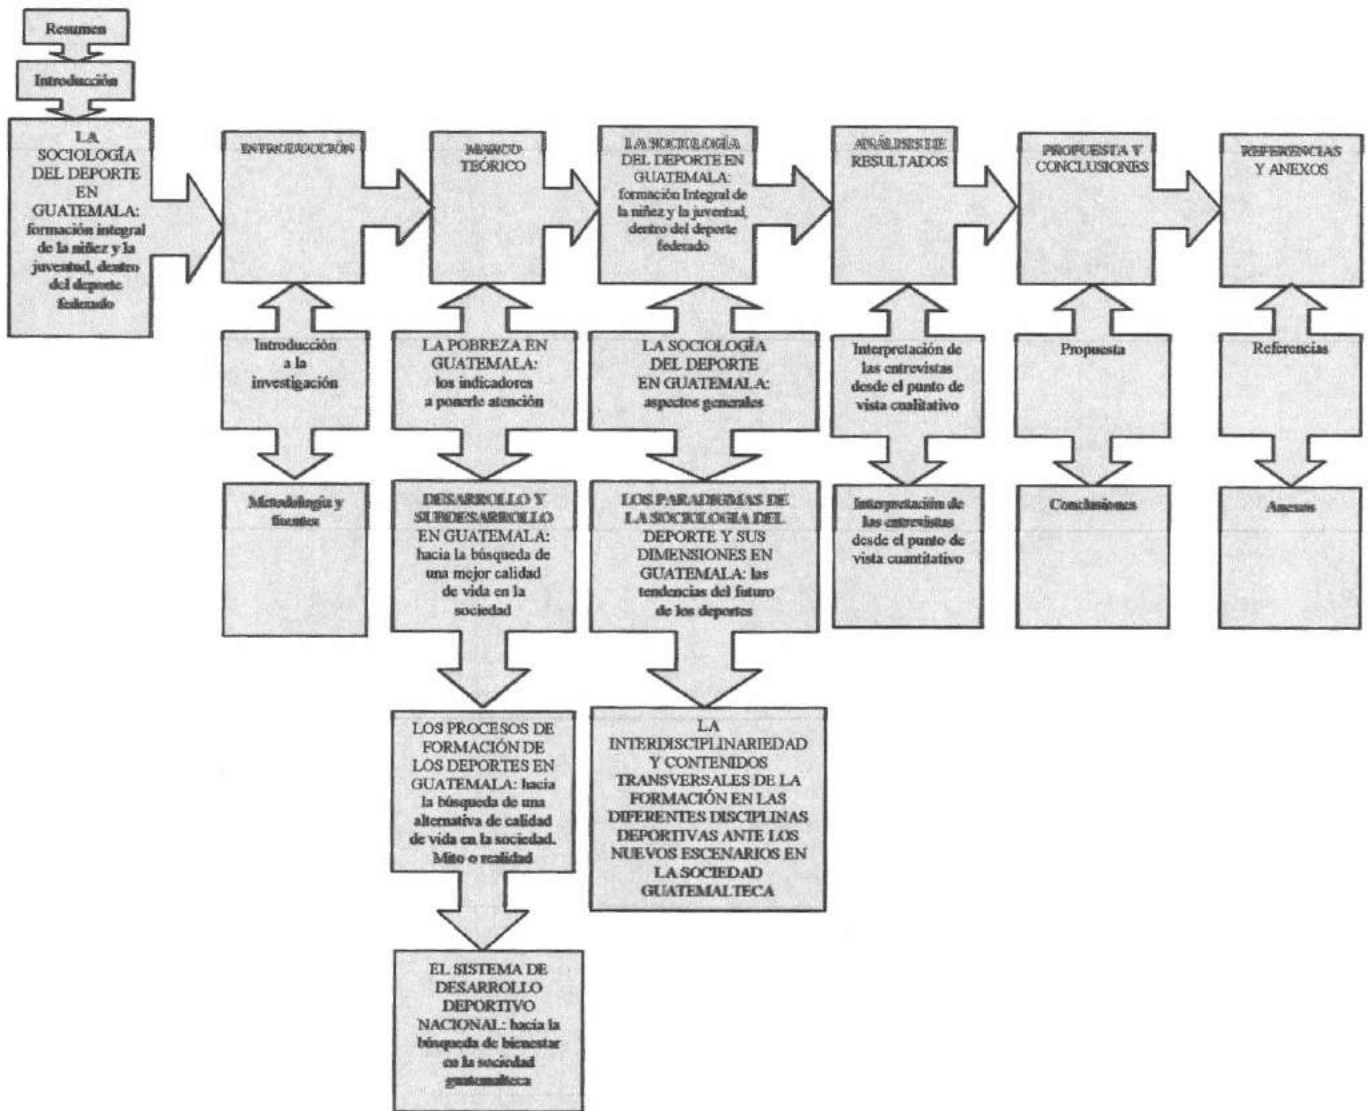 Resumen
Introducción
LA
SOCIOLOGÍA
DEL DEPORTE
EN
GUATEMALA:
formación integral
de la niñez y la
juventud, dentro
del deporte
federado
INTRODUCCIÓN
MARCO
TEÓRICO
LA SOCIOLOGÍA
DEL DEPORTE EN
GUATEMALA:
formación Integral de
la niñez y la juventud,
dentro del deporte
federado
ANÁLISIS DE
RESULTADOS
PROPUESTA Y
CONCLUSIONES
REFERENCIAS
Y ANEXOS
Introducción
a la
investigación
LA POBREZA EN
GUATEMALA:
los indicadores
a ponerle atención
LA SOCIOLOGÍA
DEL DEPORTE
EN GUATEMALA:
aspectos generales
Interpretación de
las entrevistas
desde el punto de
vista cualitativo
Propuesta
Referencias
Metodología y
fuentes
DESARROLLO Y
SUBDESARROLLO
EN GUATEMALA:
hacia la búsqueda de
una mejor calidad
de vida en la
sociedad
LOS PARADIGMAS DE
LA SOCIOLOGIA DEL
DEPORTE Y SUS
DIMENSIONES EN
GUATEMALA: las
tendencias del futuro
de los deportes
Interpretación de
las entrevistas
desde el punto de
vista cuantitativo
Conclusiones
Anexos
LOS PROCESOS DE
FORMACIÓN DE
LOS DEPORTES EN
GUATEMALA: hacia
la búsqueda de una
alternativa de calidad
de vida en la sociedad.
Mito o realidad
LA
INTERDISCIPLINARIEDAD
Y CONTENIDOS
TRANSVERSALES DE LA
FORMACIÓN EN LAS
DIFERENTES DISCIPLINAS
DEPORTIVAS ANTE LOS
NUEVOS ESCENARIOS EN
LA SOCIEDAD
GUATEMALTECA
EL SISTEMA DE
DESARROLLO
DEPORTIVO
NACIONAL: hacia la
búsqueda de bienestar
en la sociedad
guatemalteca